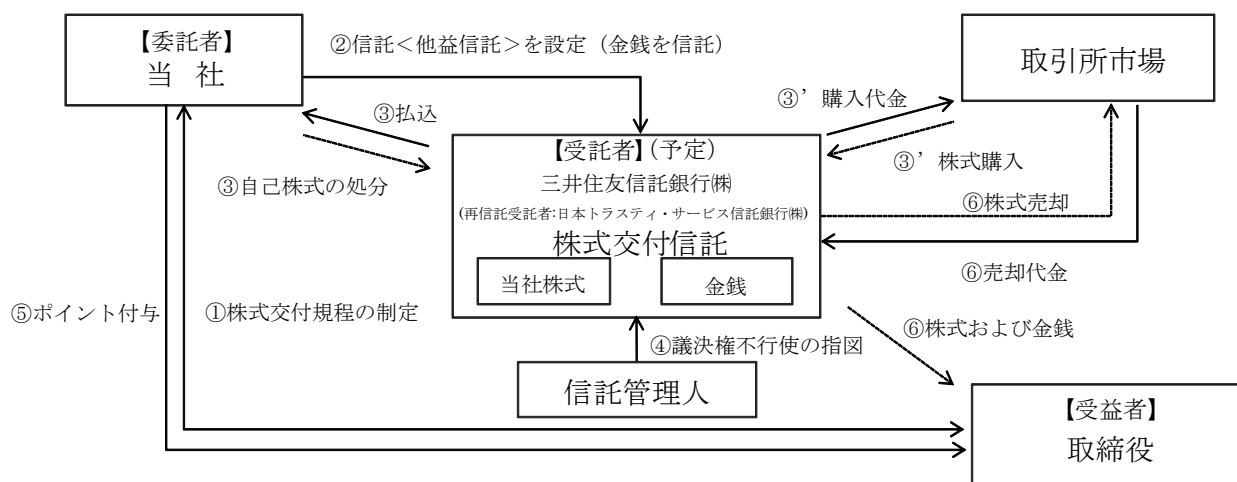 【委託者】
当 社
②信託<他益信託>を設定（金銭を信託）
取引所市場
③払込
③’購入代金
③自己株式の処分
【受託者】(予定)
三井住友信託銀行㈱
(再信託受託者:日本トラスティ・サービス信託銀行㈱)
株式交付信託
当社株式
金銭
③’株式購入
⑥株式売却
⑥売却代金
⑤ポイント付与
①株式交付規程の制定
④議決権不行使の指図
⑥株式および金銭
信託管理人
【受益者】
取締役